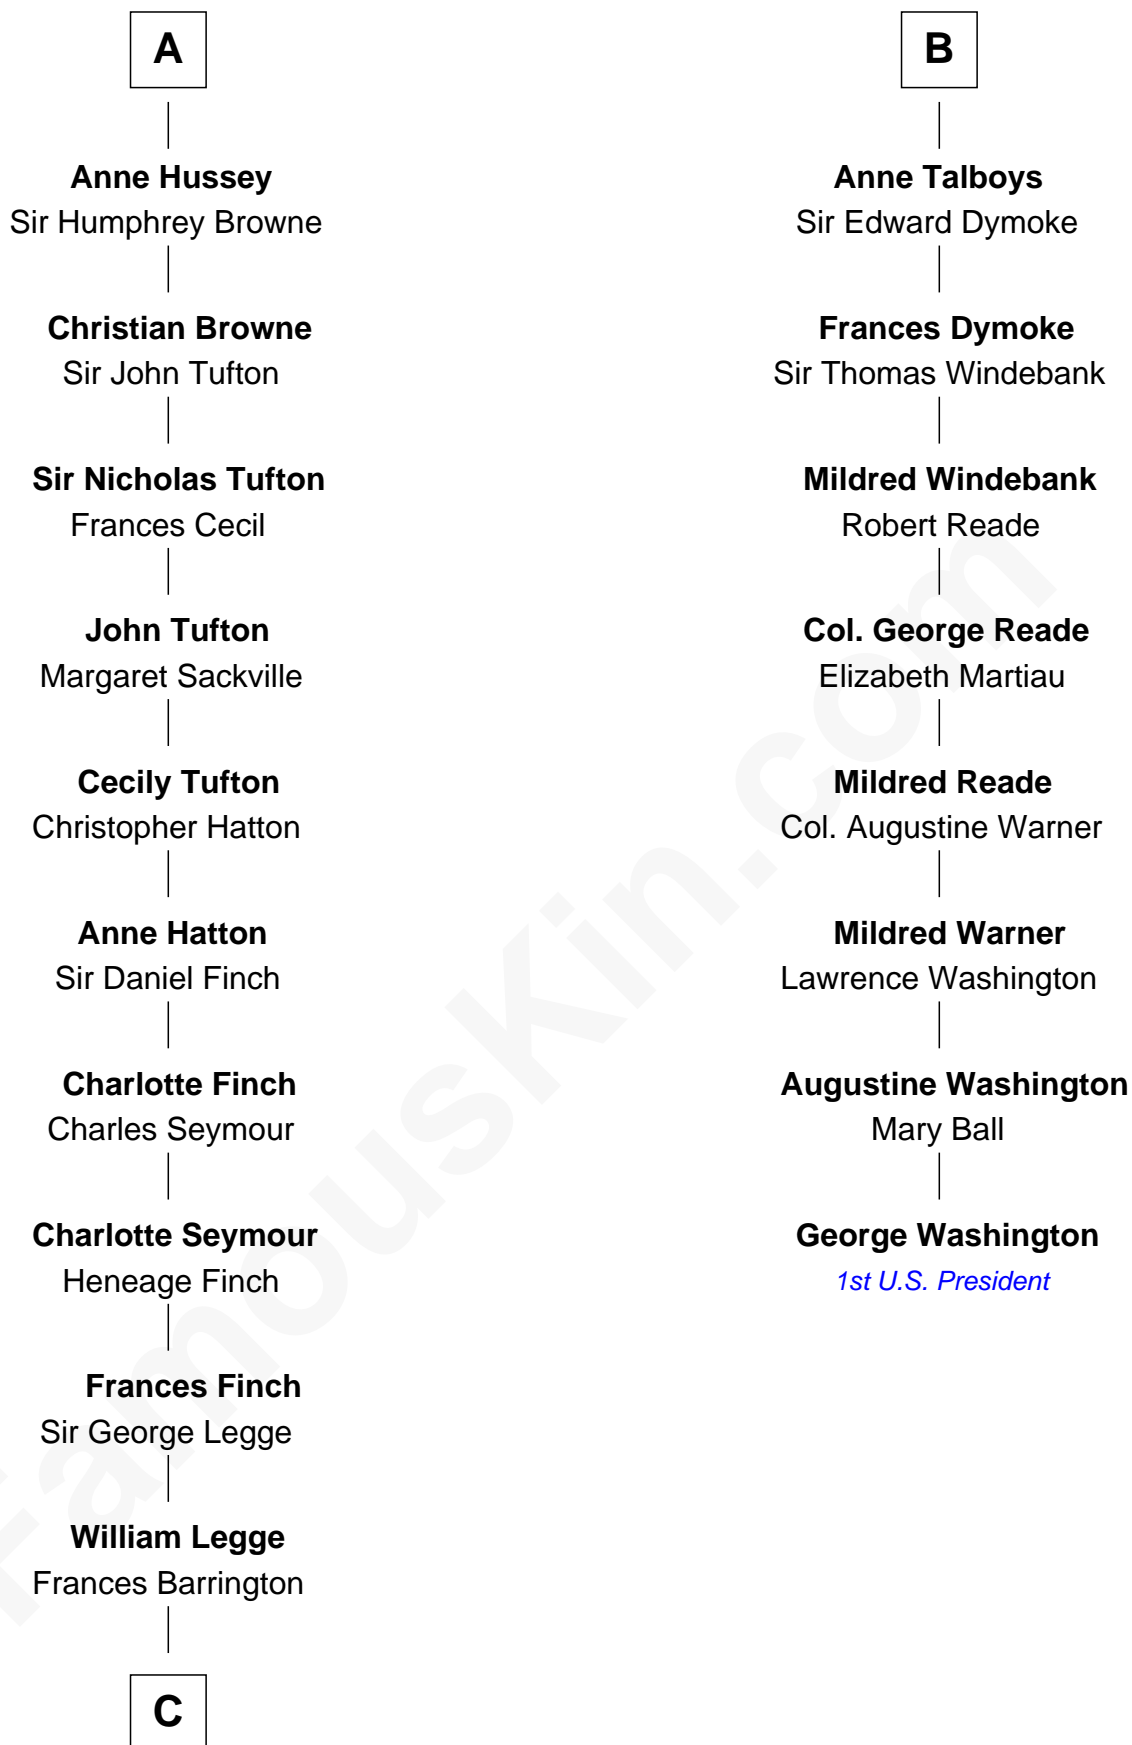 A
Anne Hussey
Sir Humphrey Browne
Christian Browne
Sir John Tufton
Sir Nicholas Tufton
Frances Cecil
John Tufton
Margaret Sackville
Cecily Tufton
Christopher Hatton
Anne Hatton
Sir Daniel Finch
Charlotte Finch
Charles Seymour
Charlotte Seymour
Heneage Finch
Frances Finch
Sir George Legge
William Legge
Frances Barrington
C
B
Anne Talboys
Sir Edward Dymoke
Frances Dymoke
Sir Thomas Windebank
Mildred Windebank
Robert Reade
Col. George Reade
Elizabeth Martiau
Mildred Reade
Col. Augustine Warner
Mildred Warner
Lawrence Washington
Augustine Washington
Mary Ball
George Washington
1st U.S. President
FamousKin.com